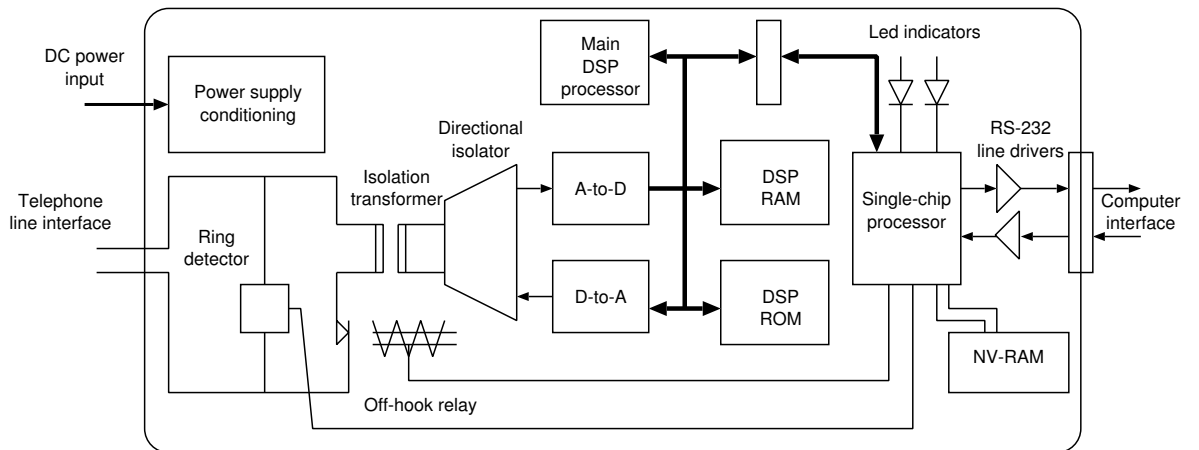 DC power
input
Power supply
conditioning
Main
DSP
processor
Led indicators
Directional
isolator
RS-232
line drivers
Isolation
transformer
A-to-D
DSP
RAM
Single-chip
processor
Telephone
line interface
Computer
interface
Ring
detector
D-to-A
DSP
ROM
NV-RAM
Off-hook relay